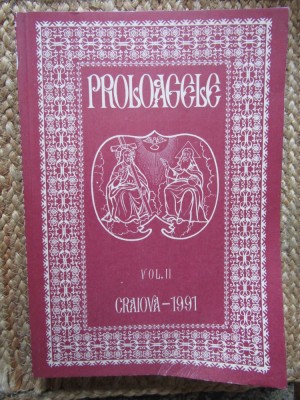 PROLOAGELE
VOL. II
CRAIOVA – 1991